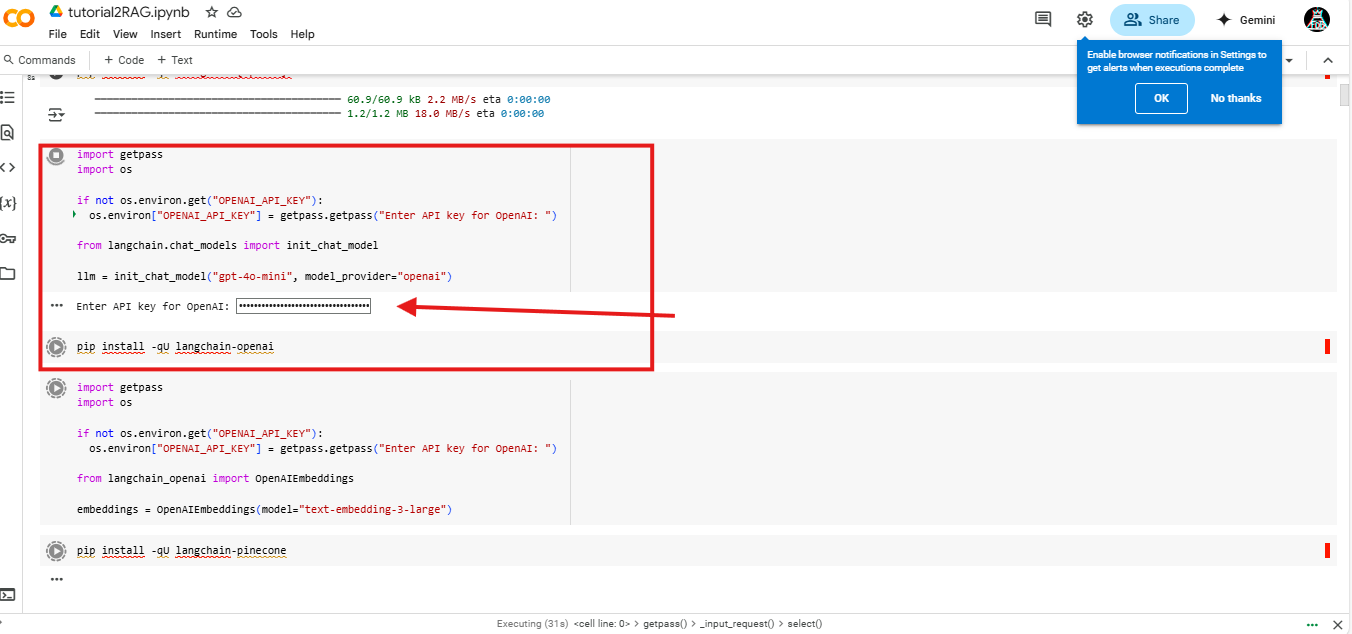 tutorial2RAG.ipynb
File Edit View Insert Runtime Tools Help
Share
Gemini
Commands + Code + Text
Enable browser notifications in Settings to
get alerts when executions complete
OK No thanks
60.9/60.9 kB 2.2 MB/s eta 0:00:00
1.2/1.2 MB 18.0 MB/s eta 0:00:00
import getpass
import os
if not os.environ.get("OPENAI_API_KEY"):
os.environ["OPENAI_API_KEY"] = getpass.getpass("Enter API key for OpenAI: ")
from langchain.chat_models import init_chat_model
llm = init_chat_model("gpt-4o-mini", model_provider="openai")
Enter API key for OpenAI:
pip install -qU langchain-openai
import getpass
import os
if not os.environ.get("OPENAI_API_KEY"):
os.environ["OPENAI_API_KEY"] = getpass.getpass("Enter API key for OpenAI: ")
from langchain_openai import OpenAIEmbeddings
embeddings = OpenAIEmbeddings(model="text-embedding-3-large")
pip install -qU langchain-pinecone
Executing (31s) <cell line: 0> > getpass() > _input_request() > select()